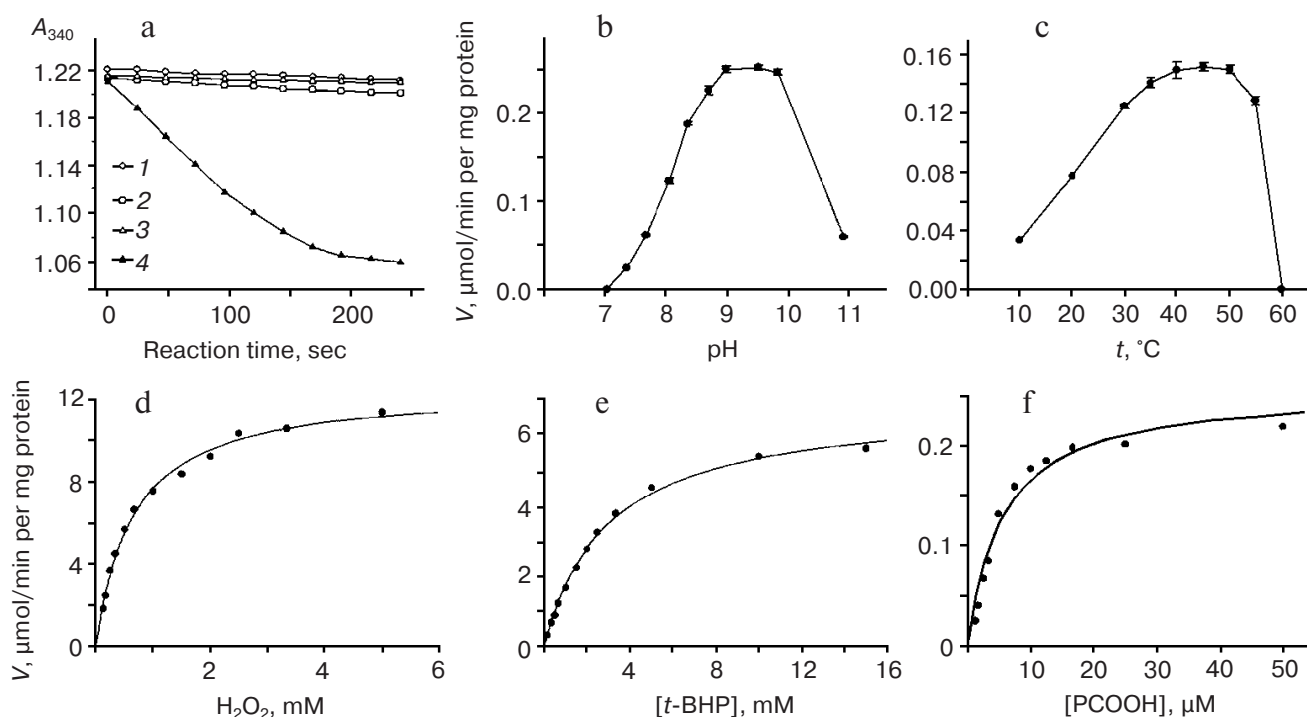 A₃₄₀
a
1.22
1.18
1.14
1.10
1.06
1
2
3
4
0 100 200
Reaction time, sec
b
V, µmol/min per mg protein
0.2
0.1
0.0
7 8 9 10 11
pH
c
0.16
0.12
0.08
0.04
0.00
10 20 30 40 50 60
t, °C
d
V, µmol/min per mg protein
12
8
4
0
0 2 4 6
H₂O₂, mM
e
6
4
2
0
0 4 8 12 16
[t-BHP], mM
f
0.2
0.1
0
0 10 20 30 40 50
[PCOOH], µM